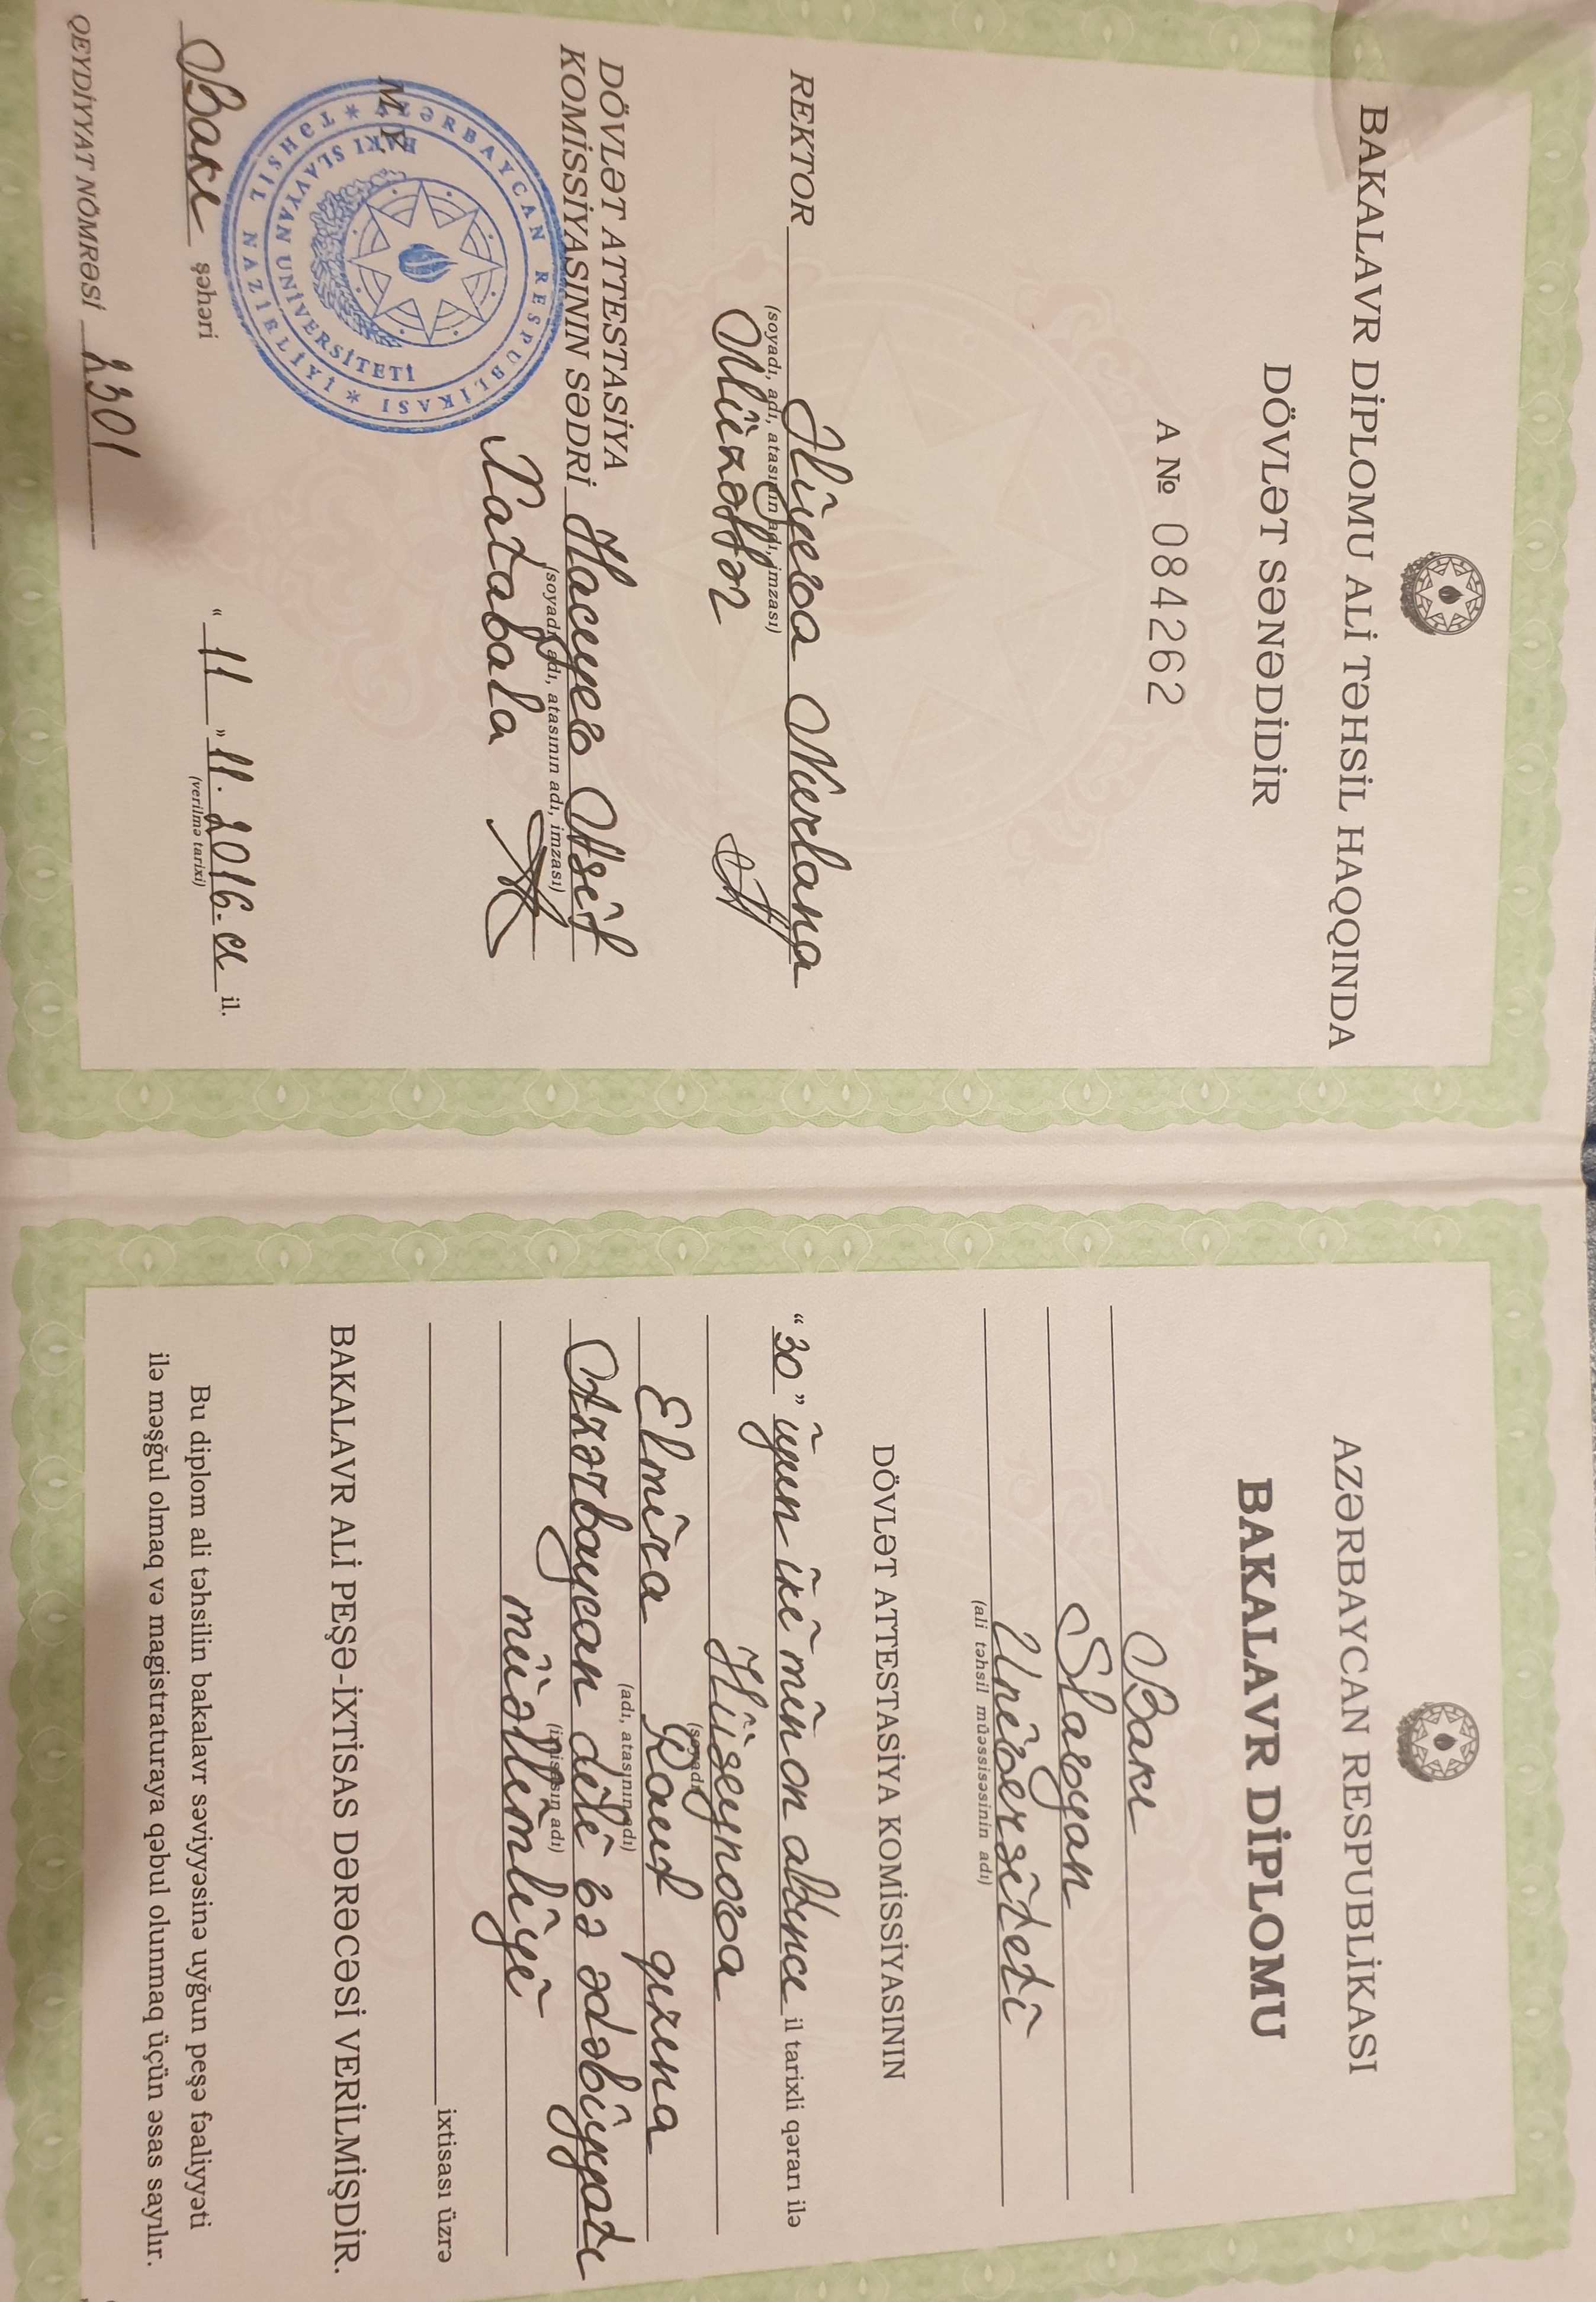 BAKALAVR DİPLOMU ALİ TƏHSİL HAQQINDA
DÖVLƏT SƏNƏDİDİR
A № 084262
REKTOR Əliyeva Nurlana
(soyadı, adı, atasının adı, imzası)
Əliüzəffər
DÖVLƏT ATTESTASİYA
KOMİSSİYASININ SƏDRİ Hacıyev Asif
(soyadı, adı, atasının adı, imzası)
Xatabala
M.Y.
AZƏRBAYCAN RESPUBLİKASI
TƏHSİL NAZİRLİYİ
BAKI SLAVYAN UNİVERSİTETİ
Bakı şəhəri “ 11 ” 11. 2016-cı il.
(verilmə tarixi)
QEYDİYYAT NÖMRƏSİ 2301
AZƏRBAYCAN RESPUBLİKASI
BAKALAVR DİPLOMU
Bakı
Slavyan
Universiteti
(ali təhsil müəssisəsinin adı)
DÖVLƏT ATTESTASİYA KOMİSSİYASININ
“30” iyun iki min on altıncı il tarixli qərarı ilə
Hüseynova
(soyadı)
Elmira Rauf qızına
(adı, atasının adı)
Azərbaycan dili və ədəbiyyatı
(ixtisasın adı)
müəllimliyi
ixtisası üzrə
BAKALAVR ALİ PEŞƏ-İXTİSAS DƏRƏCƏSİ VERİLMİŞDİR.
Bu diplom ali təhsilin bakalavr səviyyəsinə uyğun peşə fəaliyyəti
ilə məşğul olmaq və magistraturaya qəbul olunmaq üçün əsas sayılır.